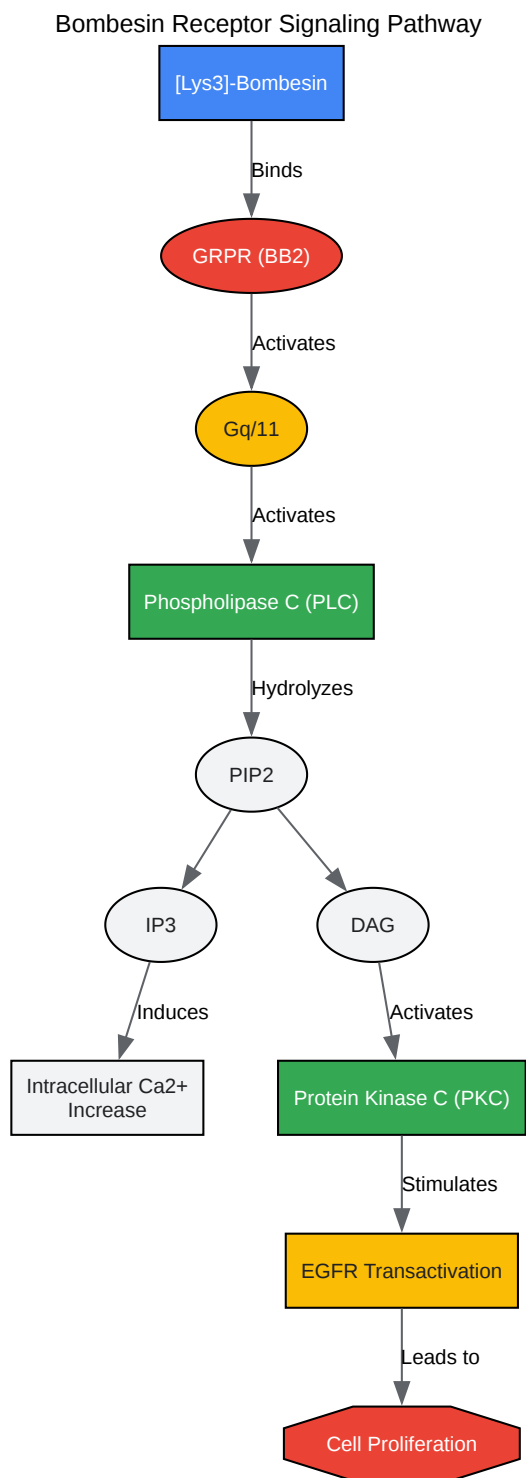 Bombesin Receptor Signaling Pathway
[Lys3]-Bombesin
Binds
GRPR (BB2)
Activates
Gq/11
Activates
Phospholipase C (PLC)
Hydrolyzes
PIP2
IP3
DAG
Induces
Activates
Intracellular Ca2+
Increase
Protein Kinase C (PKC)
Stimulates
EGFR Transactivation
Leads to
Cell Proliferation